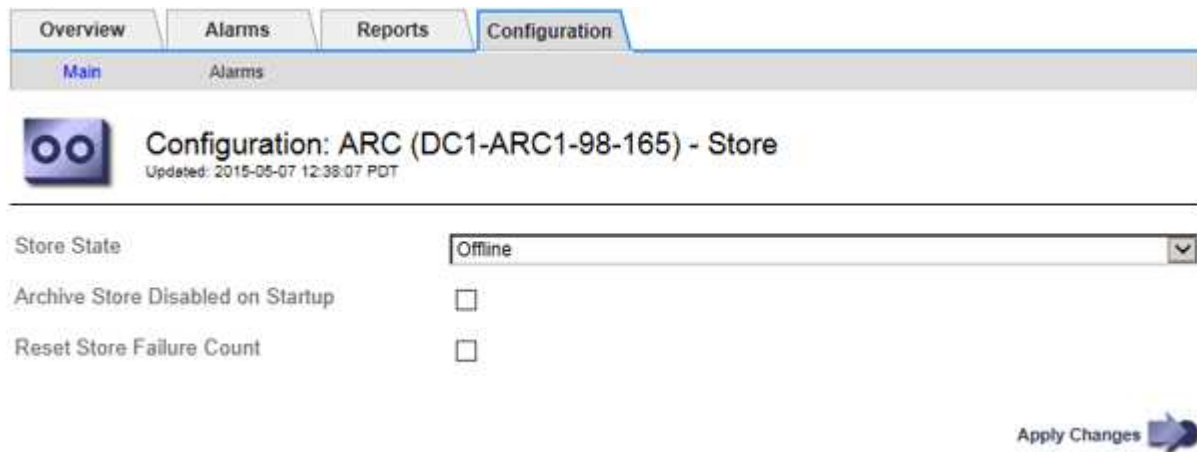 Overview Alarms Reports Configuration
Main Alarms
Configuration: ARC (DC1-ARC1-98-165) - Store
Updated: 2015-05-07 12:38:07 PDT
Store State Offline
Archive Store Disabled on Startup
Reset Store Failure Count
Apply Changes